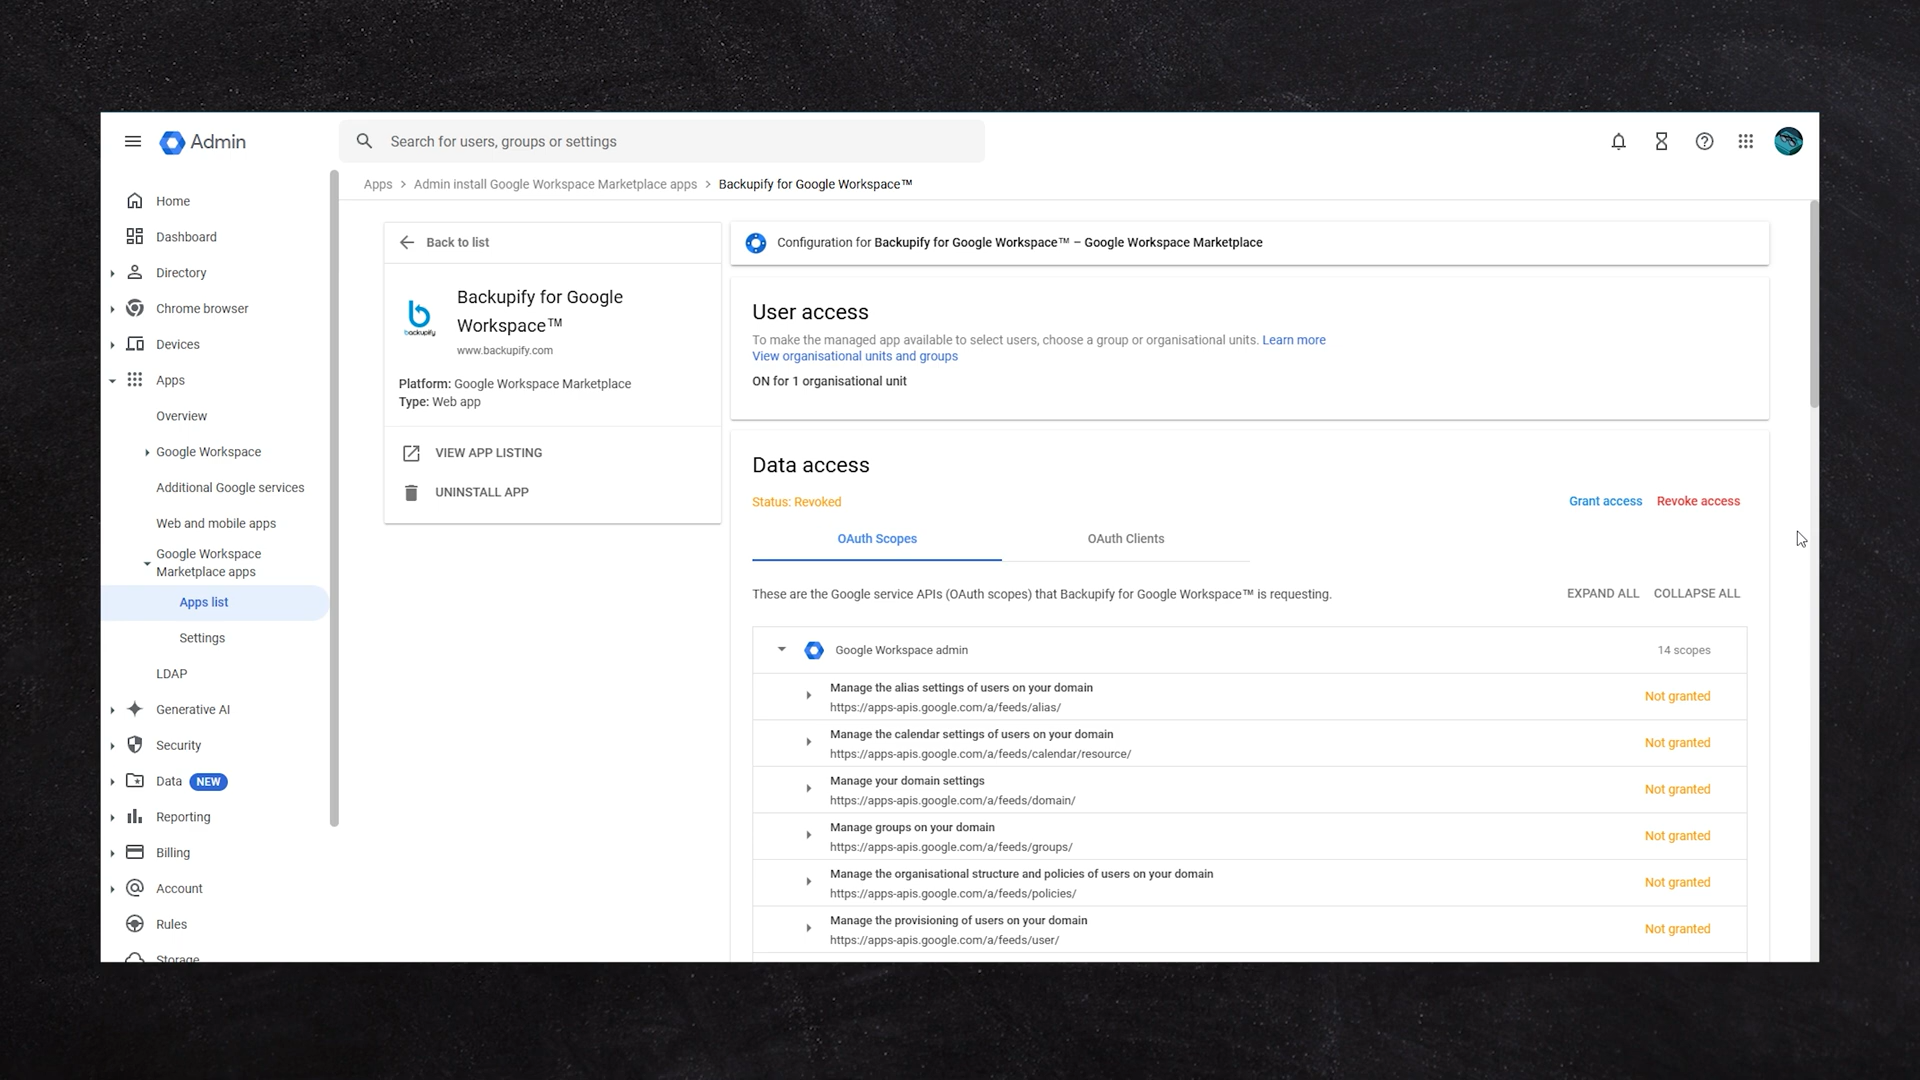 Admin
Search for users, groups or settings
Home
Dashboard
Directory
Chrome browser
Devices
Apps
Overview
Google Workspace
Additional Google services
Web and mobile apps
Google Workspace
Marketplace apps
Apps list
Settings
LDAP
Generative AI
Security
Data NEW
Reporting
Billing
Account
Rules
Storage
Apps > Admin install Google Workspace Marketplace apps > Backupify for Google Workspace™
Back to list
backupify
Backupify for Google
Workspace™
www.backupify.com
Platform: Google Workspace Marketplace
Type: Web app
VIEW APP LISTING
UNINSTALL APP
Configuration for Backupify for Google Workspace™ – Google Workspace Marketplace
User access
To make the managed app available to select users, choose a group or organisational units. Learn more
View organisational units and groups
ON for 1 organisational unit
Data access
Status: Revoked
Grant access Revoke access
OAuth Scopes OAuth Clients
These are the Google service APIs (OAuth scopes) that Backupify for Google Workspace™ is requesting.
EXPAND ALL COLLAPSE ALL
Google Workspace admin 14 scopes
Manage the alias settings of users on your domain
https://apps-apis.google.com/a/feeds/alias/
Not granted
Manage the calendar settings of users on your domain
https://apps-apis.google.com/a/feeds/calendar/resource/
Not granted
Manage your domain settings
https://apps-apis.google.com/a/feeds/domain/
Not granted
Manage groups on your domain
https://apps-apis.google.com/a/feeds/groups/
Not granted
Manage the organisational structure and policies of users on your domain
https://apps-apis.google.com/a/feeds/policies/
Not granted
Manage the provisioning of users on your domain
https://apps-apis.google.com/a/feeds/user/
Not granted